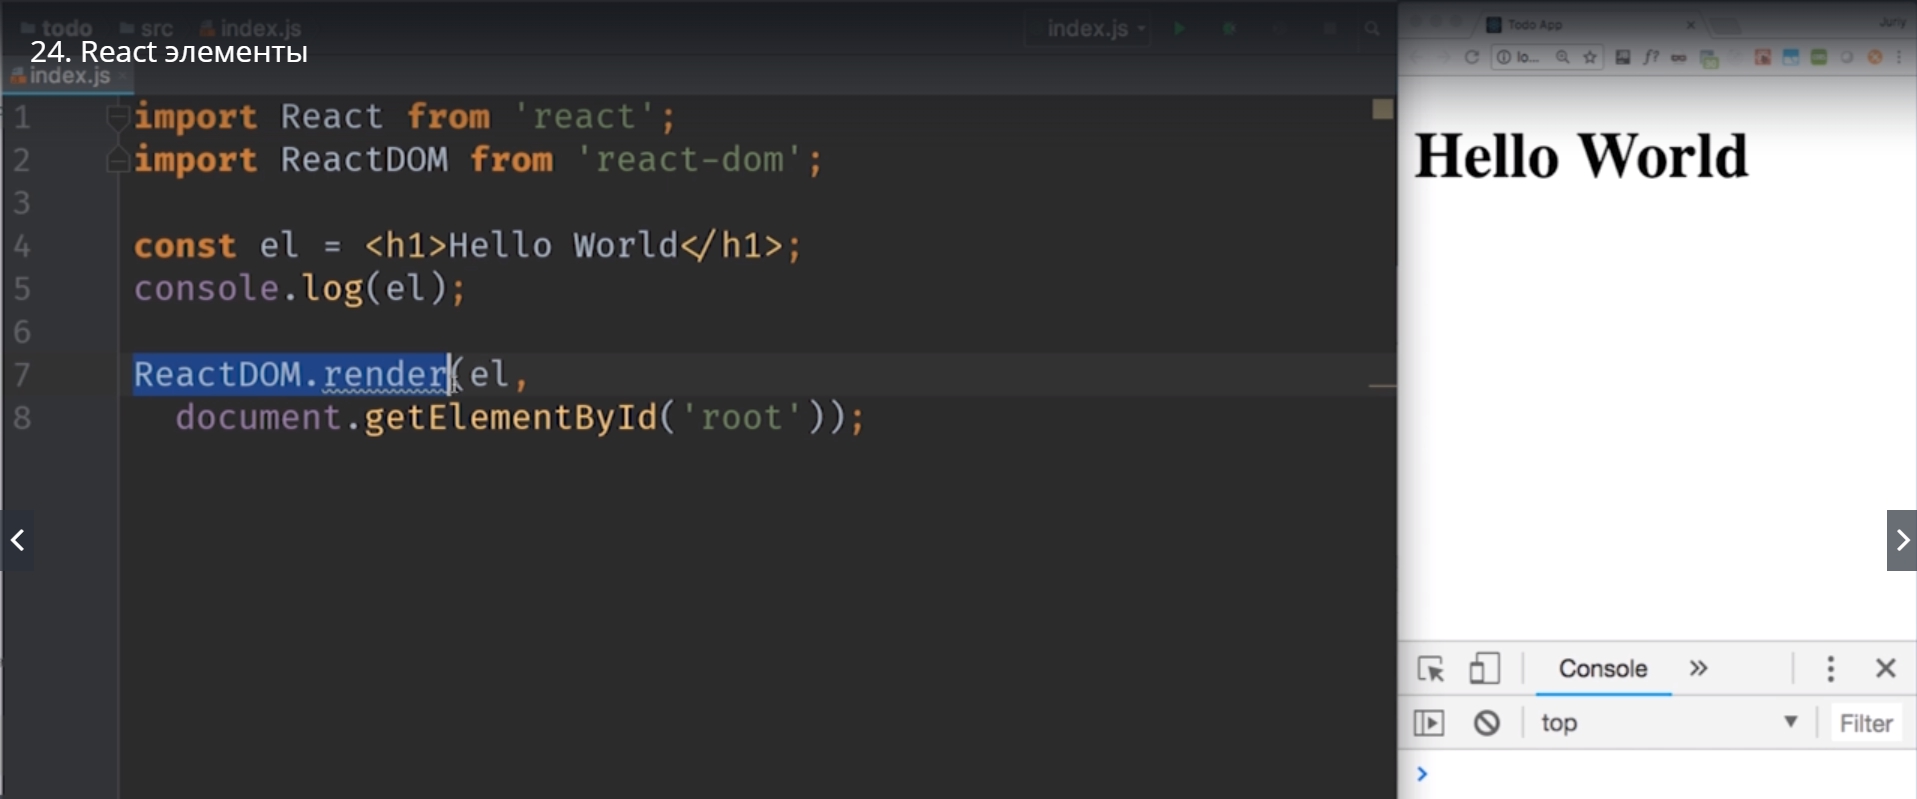 todo src index.js
index.js
24. React элементы
index.js
1 import React from 'react';
2 import ReactDOM from 'react-dom';
3
4 const el = <h1>Hello World</h1>;
5 console.log(el);
6
7 ReactDOM.render(el,
8 document.getElementById('root'));
Todo App
Juriy
lo...
f?
Hello World
Console
top
Filter